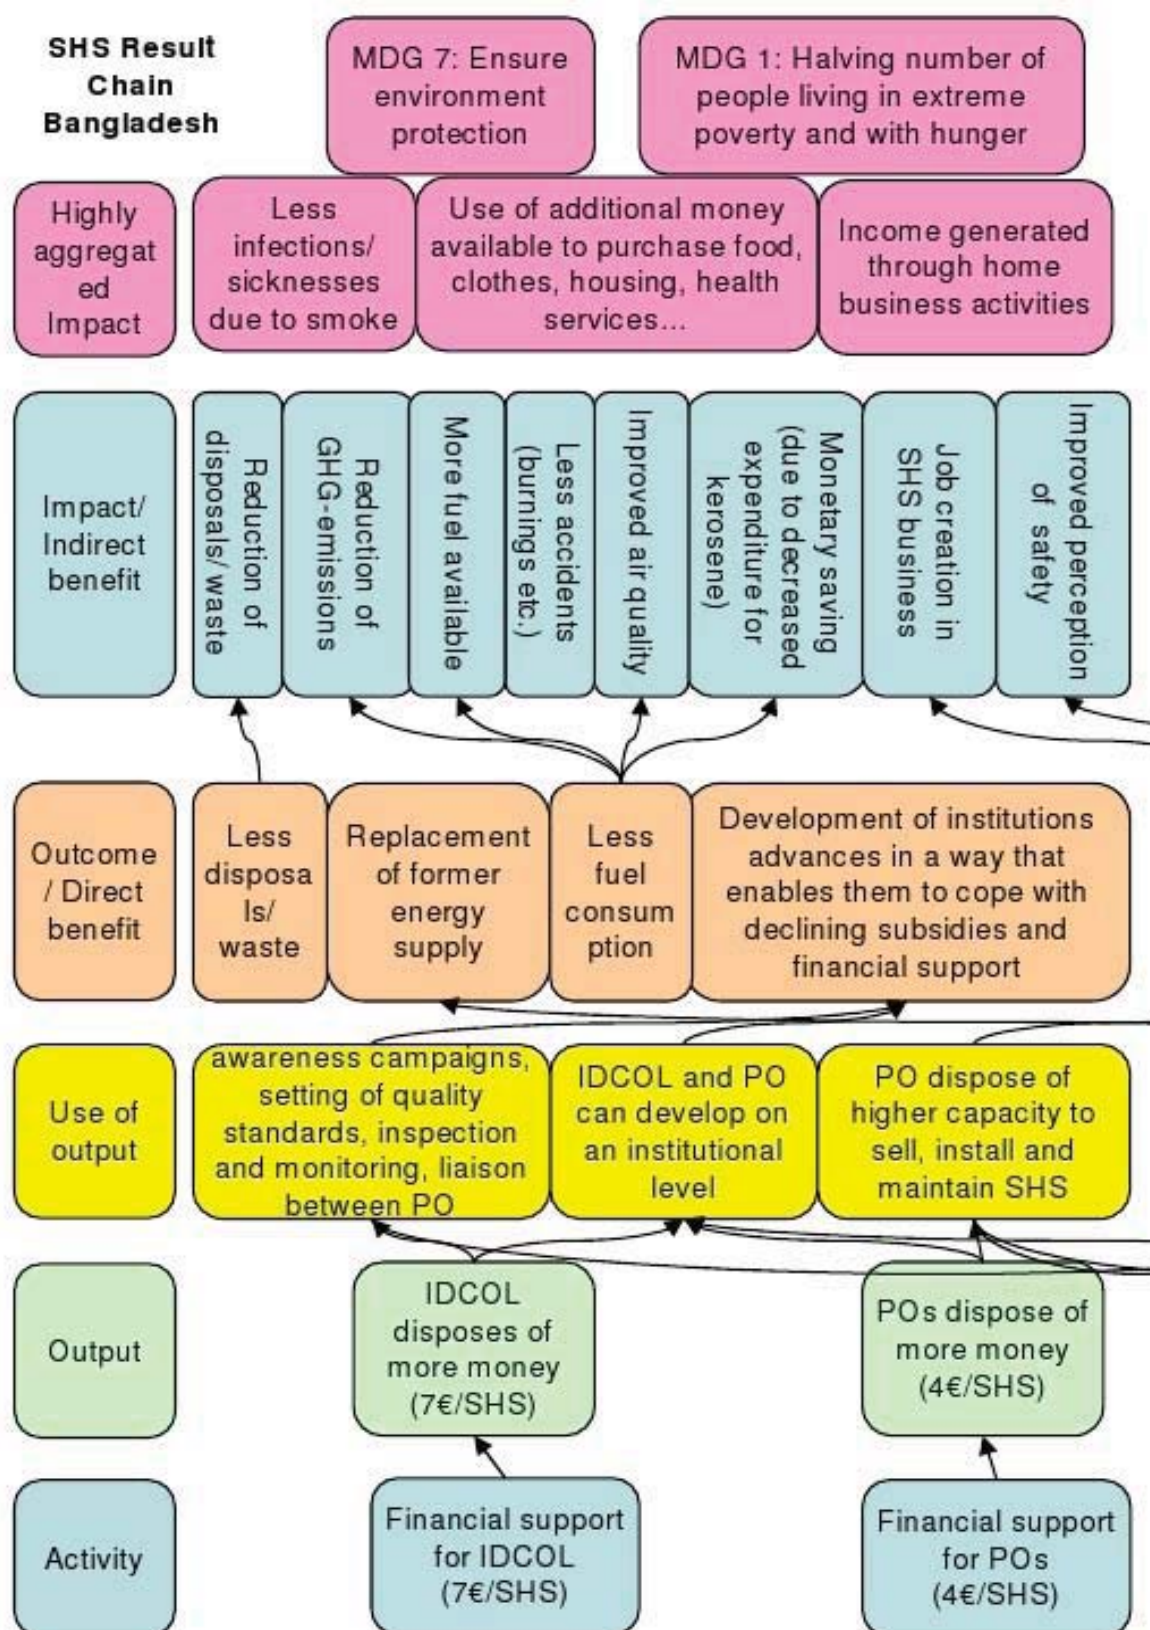 SHS Result
Chain
Bangladesh
MDG 7: Ensure
environment
protection
MDG 1: Halving number of
people living in extreme
poverty and with hunger
Highly
aggregat
ed
Impact
Less
infections/
sicknesses
due to smoke
Use of additional money
available to purchase food,
clothes, housing, health
services...
Income generated
through home
business activities
Impact/
Indirect
benefit
Reduction of
disposals/ waste
Reduction of
GHG-emissions
More fuel available
Less accidents
(burnings etc.)
Improved air quality
Monetary saving
(due to decreased
expenditure for
kerosene)
Job creation in
SHS business
Improved perception
of safety
Outcome
/ Direct
benefit
Less
disposa
ls/
waste
Replacement
of former
energy
supply
Less
fuel
consum
ption
Development of institutions
advances in a way that
enables them to cope with
declining subsidies and
financial support
Use of
output
awareness campaigns,
setting of quality
standards, inspection
and monitoring, liaison
between PO
IDCOL and PO
can develop on
an institutional
level
PO dispose of
higher capacity to
sell, install and
maintain SHS
Output
IDCOL
disposes of
more money
(7€/SHS)
POs dispose of
more money
(4€/SHS)
Activity
Financial support
for IDCOL
(7€/SHS)
Financial support
for POs
(4€/SHS)